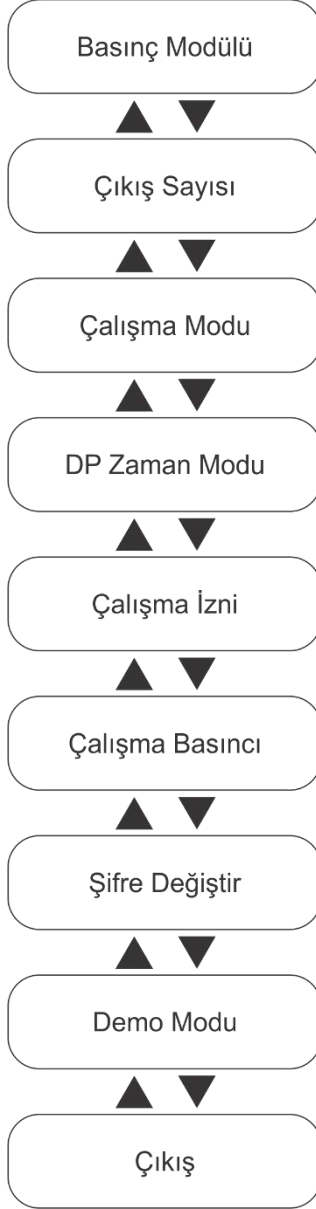 Basınç Modülü
Çıkış Sayısı
Çalışma Modu
DP Zaman Modu
Çalışma İzni
Çalışma Basıncı
Şifre Değiştir
Demo Modu
Çıkış